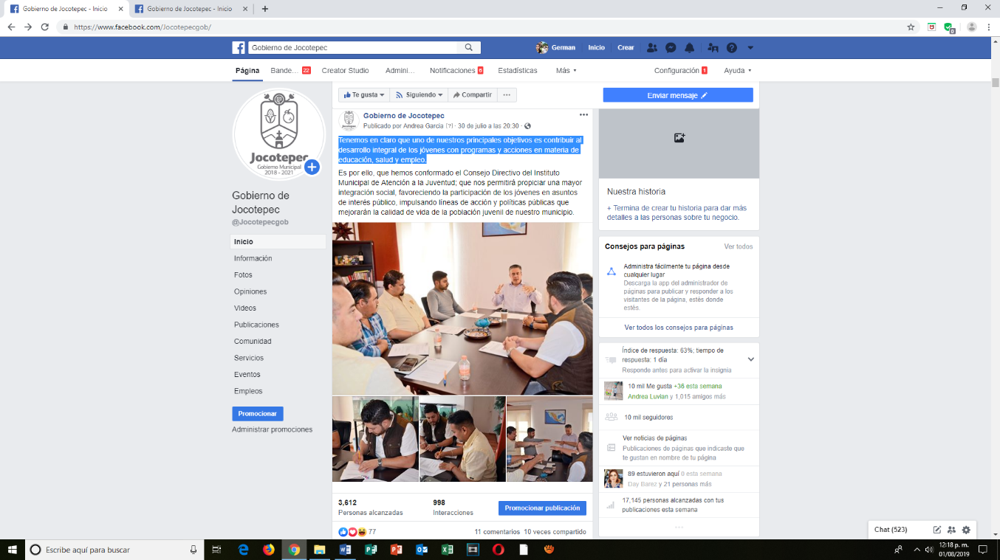 Gobierno de Jocotepec - Inicio
Gobierno de Jocotepec - Inicio
https://www.facebook.com/Jocotepecgob/
0
Gobierno de Jocotepec
German
Inicio
Crear
Página
Bande... 22
Creator Studio
Admini...
Notificaciones 6
Estadísticas
Más
Configuración 1
Ayuda
Jocotepec
Gobierno Municipal
2018 - 2021
Gobierno de
Jocotepec
@Jocotepecgob
Inicio
Información
Fotos
Opiniones
Videos
Publicaciones
Comunidad
Servicios
Eventos
Empleos
Promocionar
Administrar promociones
Te gusta
Siguiendo
Compartir
Enviar mensaje
Gobierno de Jocotepec
Publicado por Andrea Garcia [?] · 30 de julio a las 20:30 ·
Tenemos en claro que uno de nuestros principales objetivos es contribuir al
desarrollo integral de los jóvenes con programas y acciones en materia de
educación, salud y empleo.
Es por ello, que hemos conformado el Consejo Directivo del Instituto
Municipal de Atención a la Juventud; que nos permitirá propiciar una mayor
integración social, favoreciendo la participación de los jóvenes en asuntos
de interés público, impulsando líneas de acción y políticas públicas que
mejorarán la calidad de vida de la población juvenil de nuestro municipio.
3,612
Personas alcanzadas
998
Interacciones
Promocionar publicación
77
11 comentarios 10 veces compartido
Nuestra historia
+ Termina de crear tu historia para dar más
detalles a las personas sobre tu negocio.
Consejos para páginas
Ver todos
Administra fácilmente tu página desde
cualquier lugar
Descarga la app del administrador de
páginas para publicar y responder a los
visitantes de la página, estés donde
estés.
Ver todos los consejos para páginas
Índice de respuesta: 63%; tiempo de
respuesta: 1 día
Responde antes para activar la insignia
10 mil Me gusta +36 esta semana
Andrea Luvian y 1,015 amigos más
10 mil seguidores
Ver noticias de páginas
Publicaciones de páginas que indicaste que
te gustan en nombre de tu página
89 estuvieron aquí 0 esta semana
Day Barez y 21 personas más
17,145 personas alcanzadas con tus
publicaciones esta semana
Chat (523)
Escribe aquí para buscar
12:18 p. m.
01/08/2019